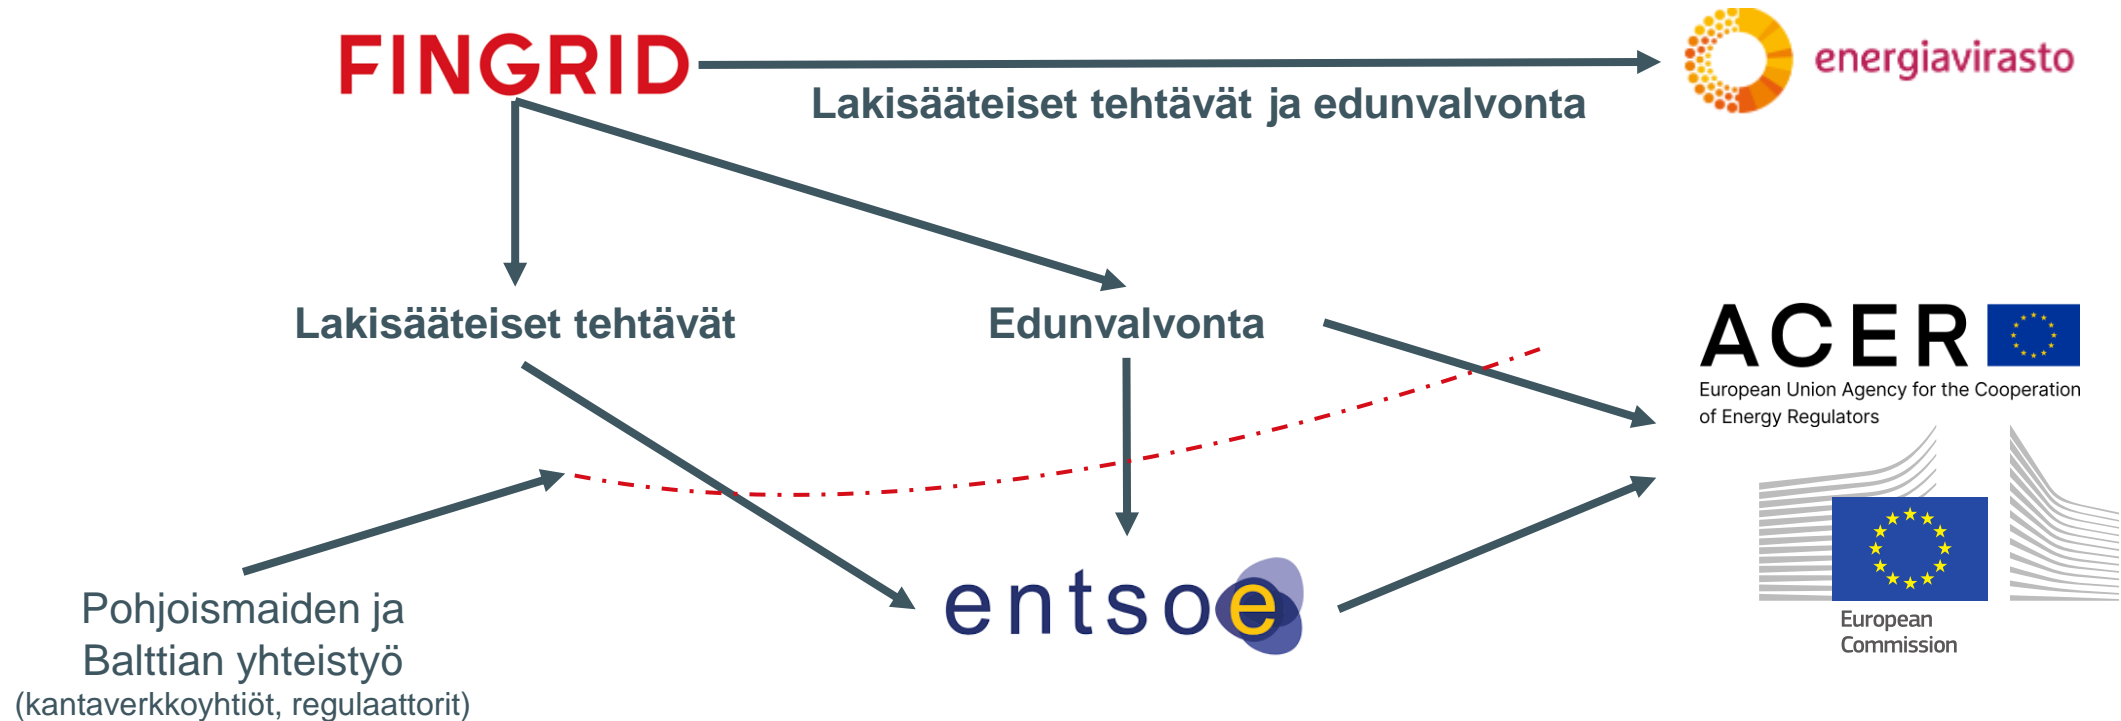 FINGRID
energiavirasto
Lakisääteiset tehtävät ja edunvalvonta
Lakisääteiset tehtävät
Edunvalvonta
ACER
European Union Agency for the Cooperation
of Energy Regulators
entsoe
European
Commission
Pohjoismaiden ja
Balttian yhteistyö
(kantaverkkoyhtiöt, regulaattorit)